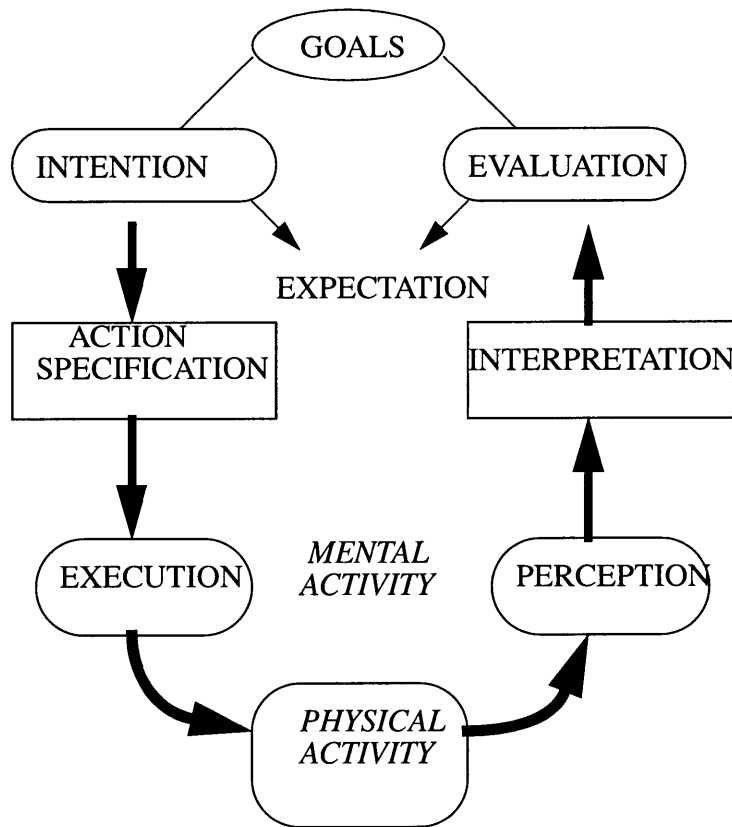 GOALS
INTENTION
EVALUATION
EXPECTATION
ACTION
SPECIFICATION
INTERPRETATION
EXECUTION
MENTAL
ACTIVITY
PERCEPTION
PHYSICAL
ACTIVITY